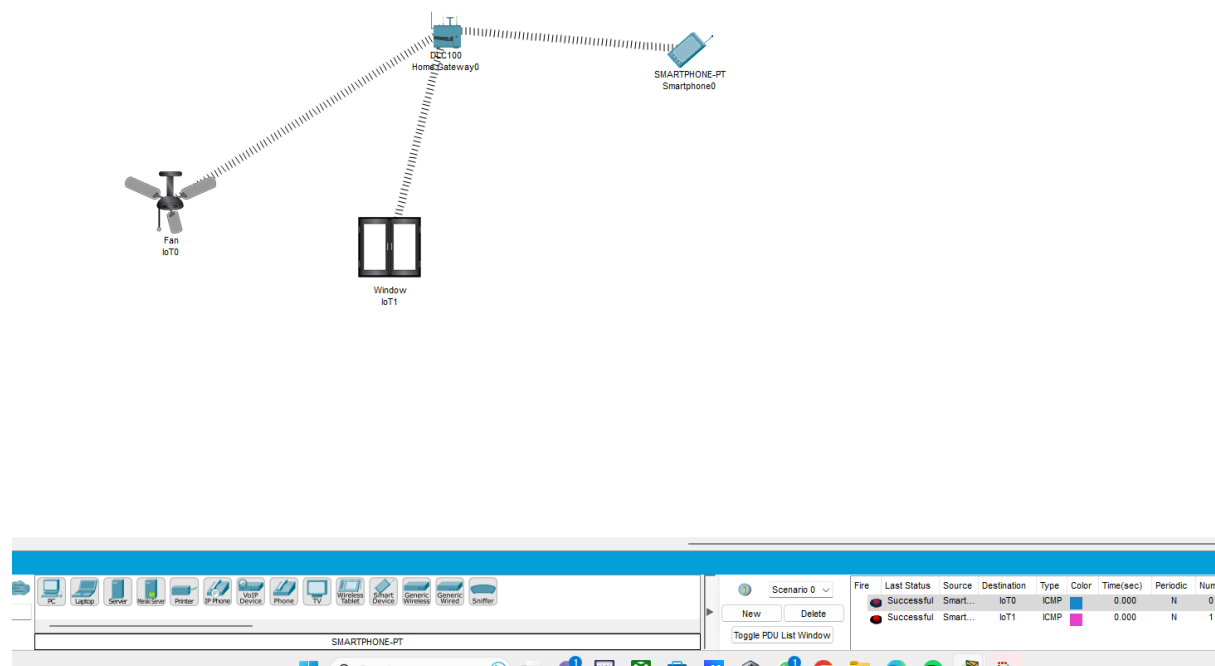 DLC100
Home Gateway0
SMARTPHONE-PT
Smartphone0
Fan
IoT0
Window
IoT1
PC
Laptop
Server
Meraki Server
Printer
IP Phone
VoIP Device
Phone
TV
Wireless Tablet
Smart Device
Generic Wireless
Generic Wired
Sniffer
SMARTPHONE-PT
Scenario 0
New Delete
Toggle PDU List Window
Fire Last Status Source Destination Type Color Time(sec) Periodic Num
Successful Smart... IoT0 ICMP 0.000 N 0
Successful Smart... IoT1 ICMP 0.000 N 1